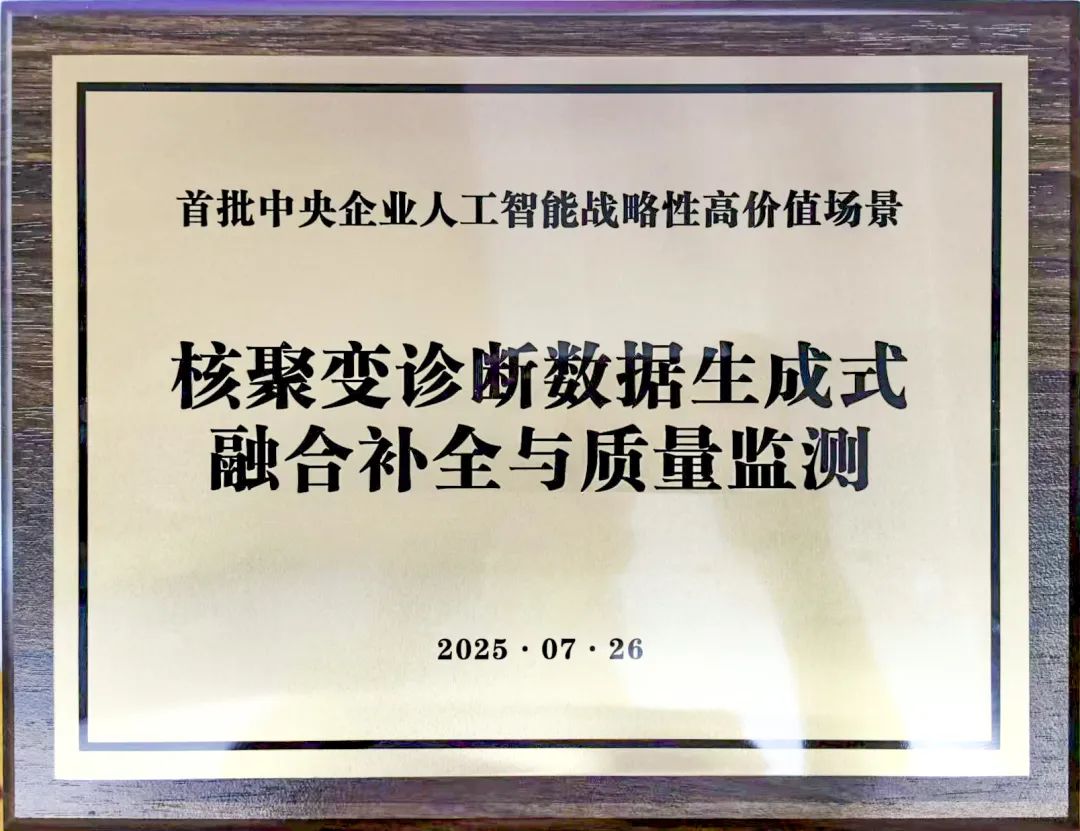 首批中央企业人工智能战略性高价值场景
核聚变诊断数据生成式
融合补全与质量监测
2025·07·26